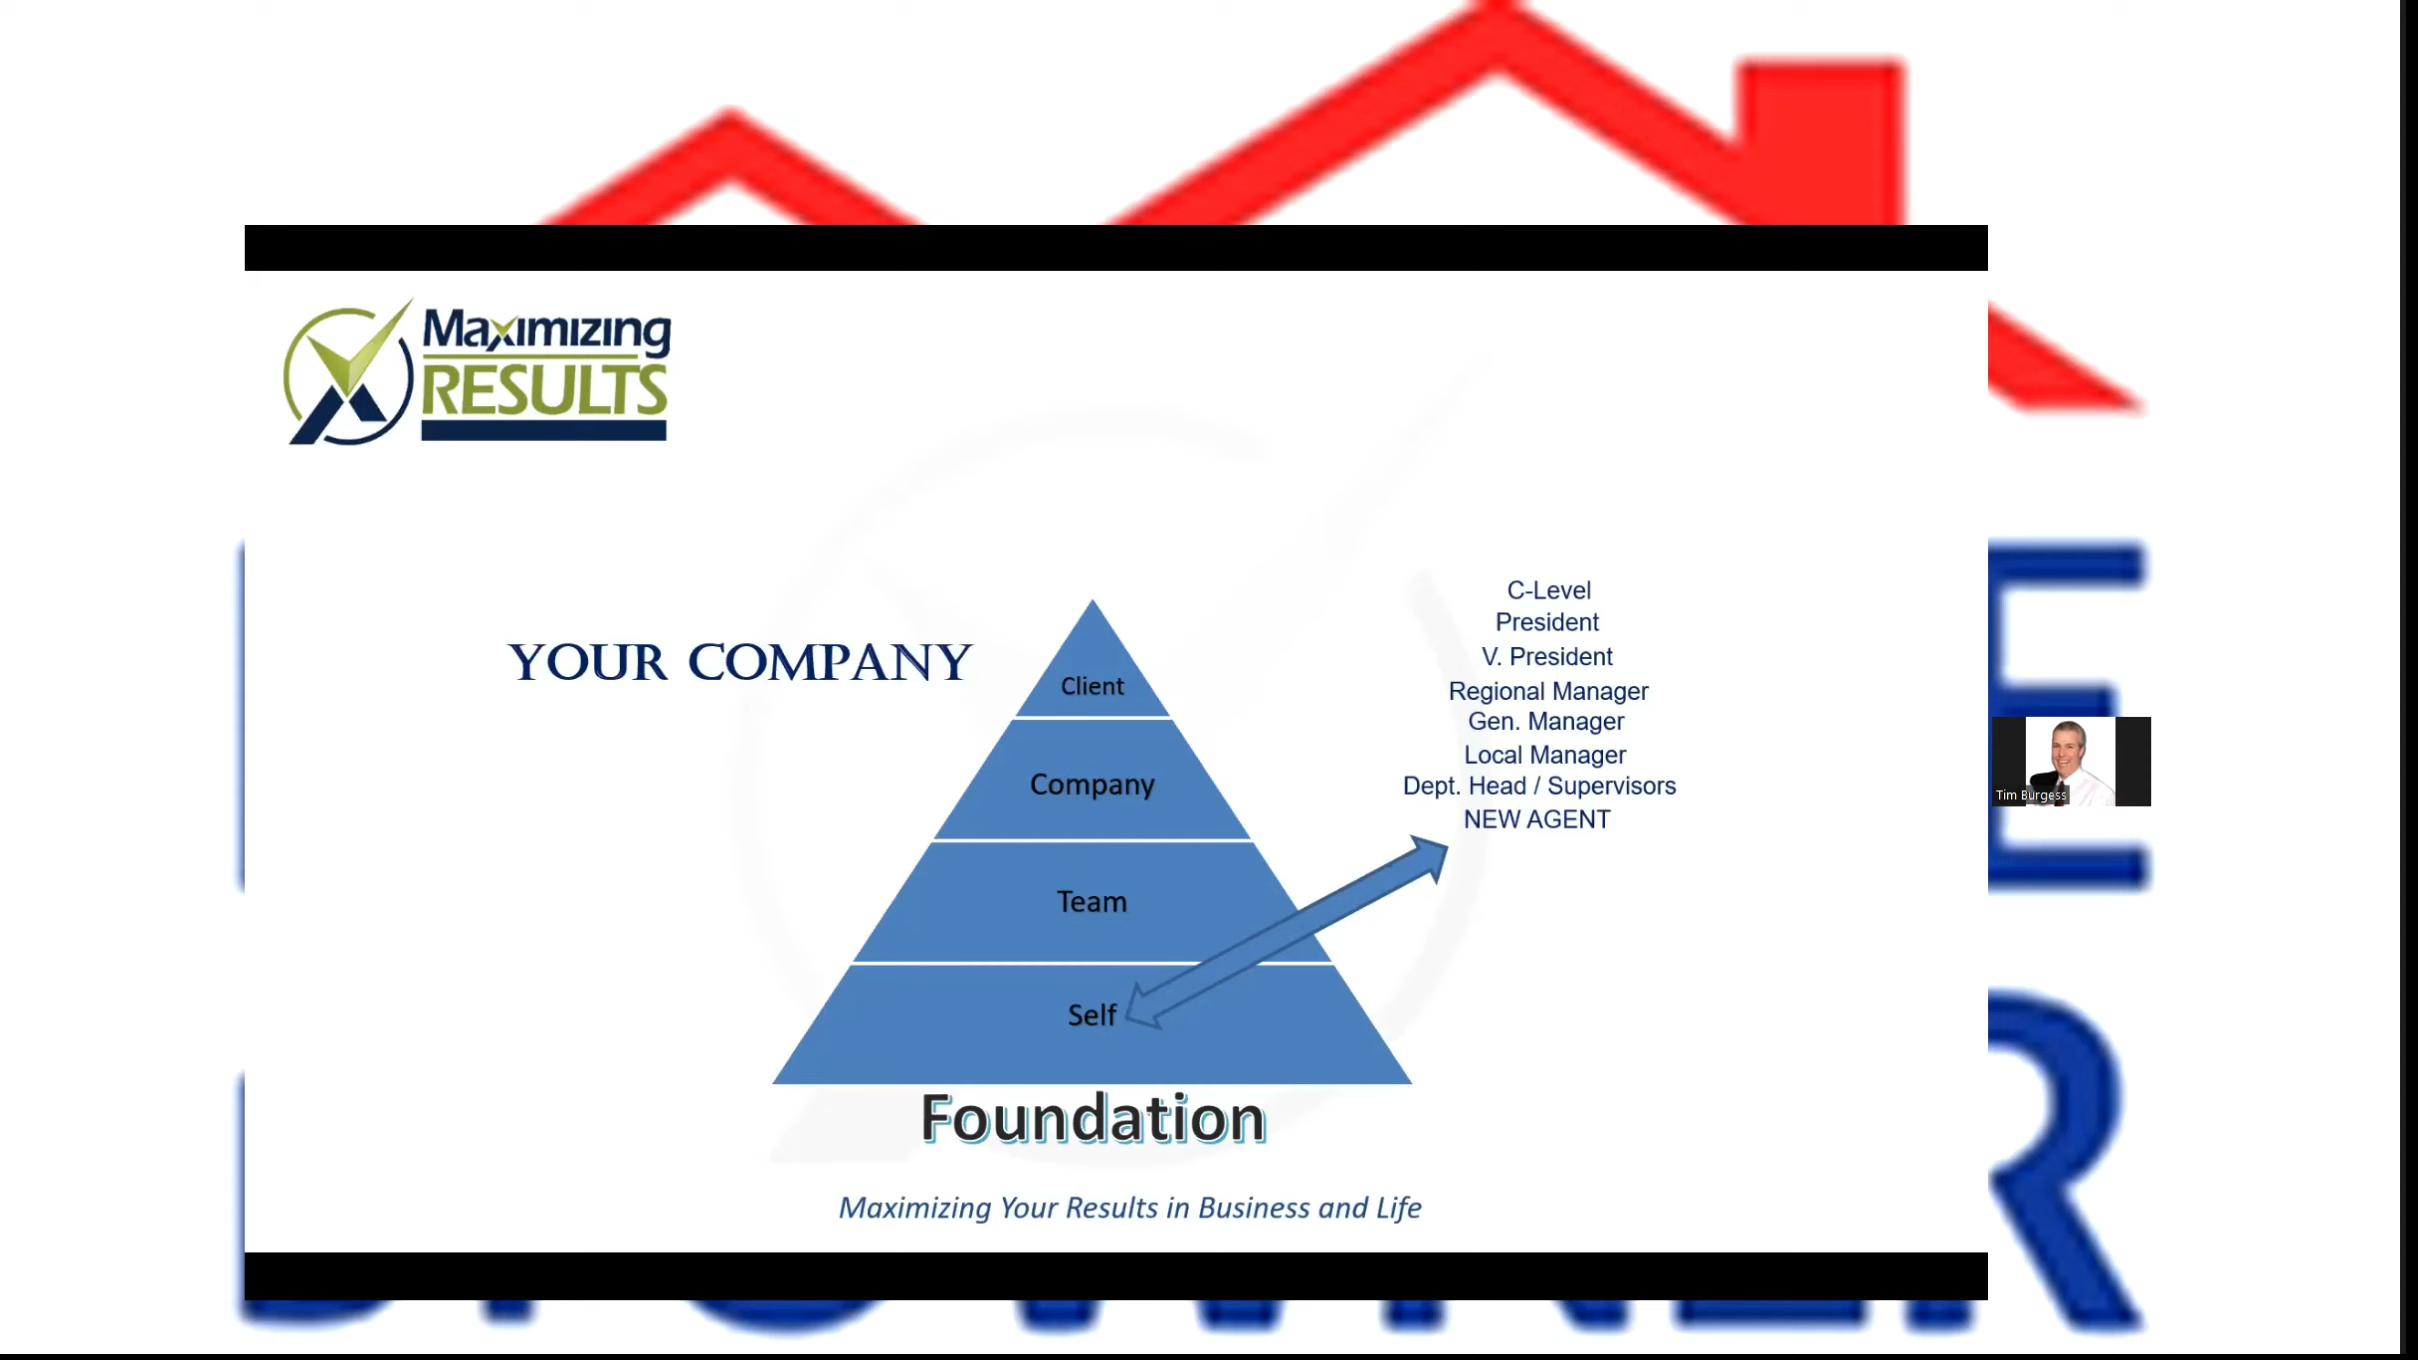 Maximizing
RESULTS
YOUR COMPANY
Client
Company
Team
Self
C-Level
President
V. President
Regional Manager
Gen. Manager
Local Manager
Dept. Head / Supervisors
NEW AGENT
Tim Burgess
Foundation
Maximizing Your Results in Business and Life